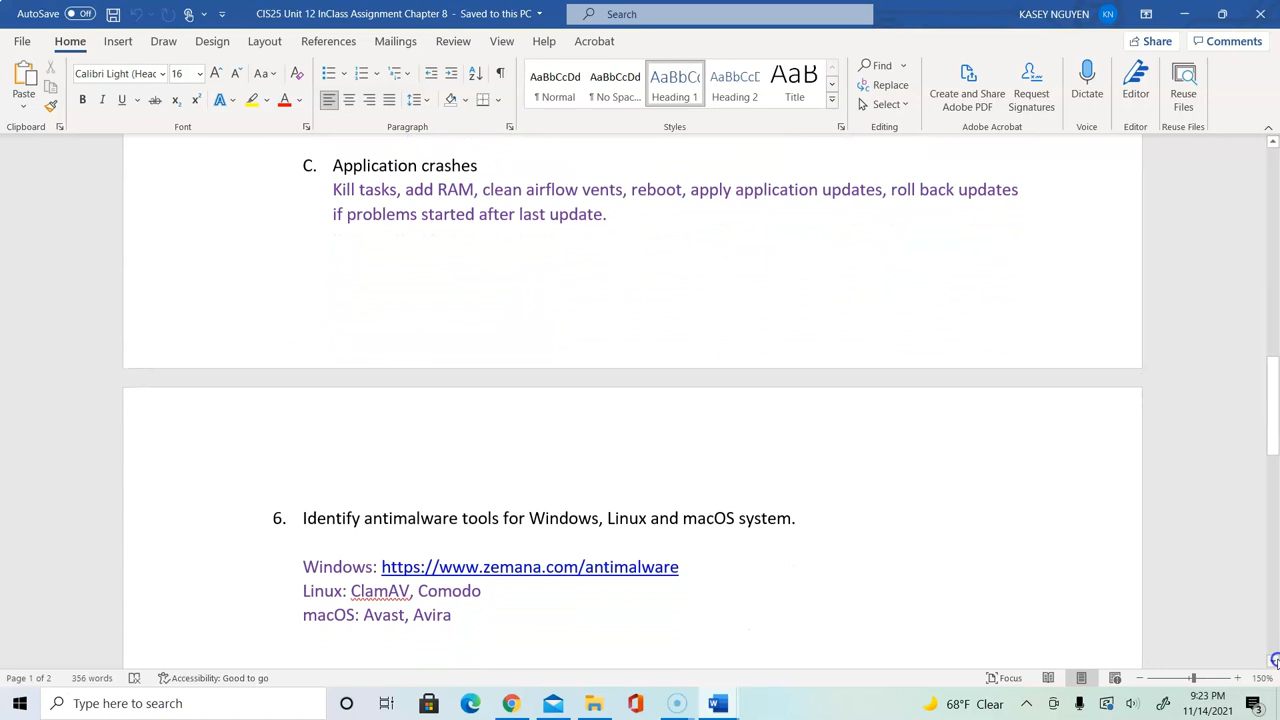 AutoSave Off CIS25 Unit 12 InClass Assignment - Saved to this PC Search KASEY NGUYEN KN
File Home Insert Draw Design Layout References Mailings Review View Help Acrobat Share Comments
Calibri Light (Head 16 Aa AaBbCcDd AaBbCcDd AaBbCc AaBbCcE AaB Find
Replace
Select
Paste B I U ab x₂ x² A A Normal No Spac... Heading 1 Heading 2 Title Create and Share Adobe PDF Request Signatures Dictate Editor Reuse Files
Clipboard Font Paragraph Styles Editing Adobe Acrobat Voice Editor Reuse Files
C. Application crashes
Kill tasks, add RAM, clean airflow vents, reboot, apply application updates, roll back updates
if problems started after last update.
6. Identify antimalware tools for Windows, Linux and macOS system.
Windows: https://www.zemana.com/antimalware
Linux: ClamAV, Comodo
macOS: Avast, Avira
Page 1 of 2 356 words Accessibility: Good to go Focus 150%
Type here to search 68°F Clear 9:23 PM
11/14/2021 3